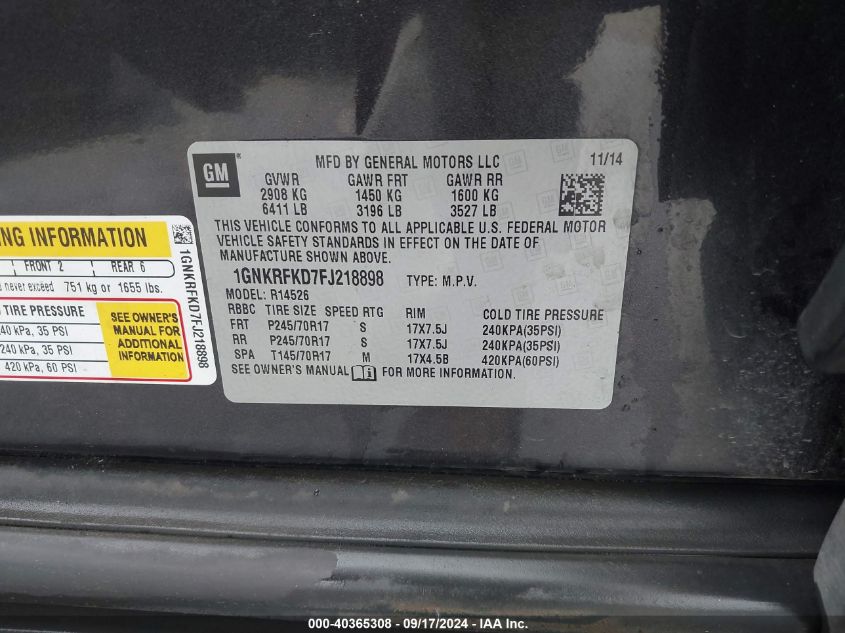 GM
MFD BY GENERAL MOTORS LLC 11/14
GVWR GAWR FRT GAWR RR
2908 KG 1450 KG 1600 KG
6411 LB 3196 LB 3527 LB
THIS VEHICLE CONFORMS TO ALL APPLICABLE U.S. FEDERAL MOTOR
VEHICLE SAFETY STANDARDS IN EFFECT ON THE DATE OF
MANUFACTURE SHOWN ABOVE.
1GNKRFKD7FJ218898 TYPE: M.P.V.
MODEL: R14526
RBBC TIRE SIZE SPEED RTG RIM COLD TIRE PRESSURE
FRT P245/70R17 S 17X7.5J 240KPA(35PSI)
RR P245/70R17 S 17X7.5J 240KPA(35PSI)
SPA T145/70R17 M 17X4.5B 420KPA(60PSI)
SEE OWNER'S MANUAL FOR MORE INFORMATION.
ING INFORMATION
FRONT 2 REAR 6
never exceed 751 kg or 1655 lbs.
TIRE PRESSURE
240 kPa, 35 PSI
240 kPa, 35 PSI
420 kPa, 60 PSI
SEE OWNER'S
MANUAL FOR
ADDITIONAL
INFORMATION
1GNKRFKD7FJ218898
000-40365308 - 09/17/2024 - IAA Inc.